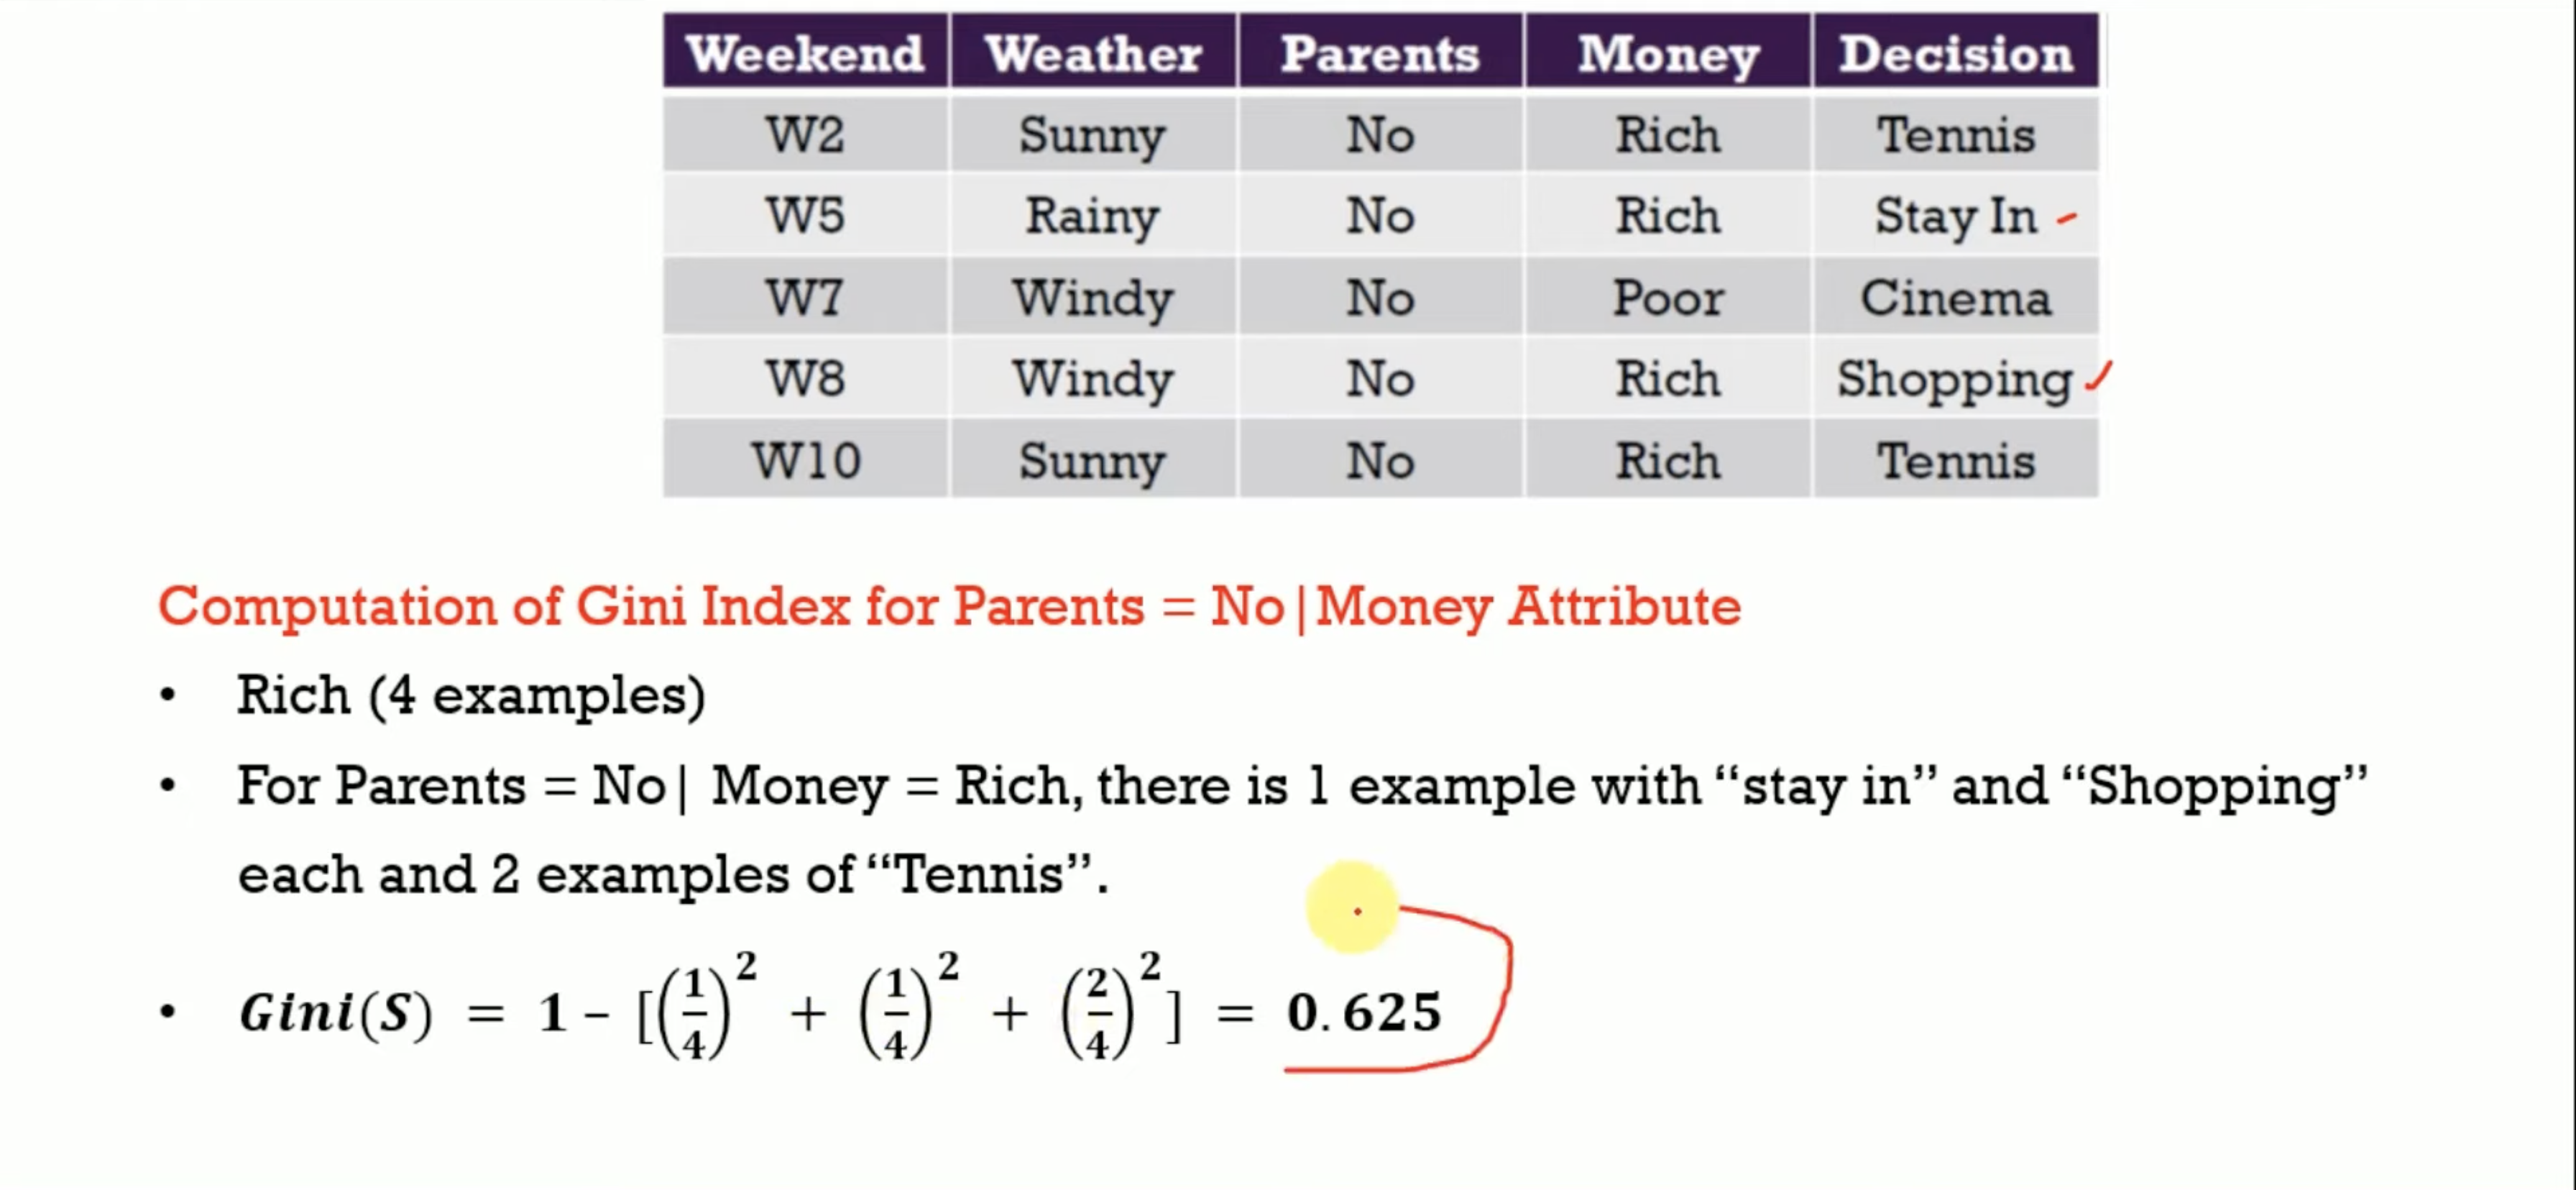 Weekend Weather Parents Money Decision
W2 Sunny No Rich Tennis
W5 Rainy No Rich Stay In
W7 Windy No Poor Cinema
W8 Windy No Rich Shopping
W10 Sunny No Rich Tennis
Computation of Gini Index for Parents = No|Money Attribute
• Rich (4 examples)
• For Parents = No| Money = Rich, there is 1 example with “stay in” and “Shopping”
each and 2 examples of “Tennis”.
• Gini(S) = 1 – [(1/4)² + (1/4)² + (2/4)²] = 0.625